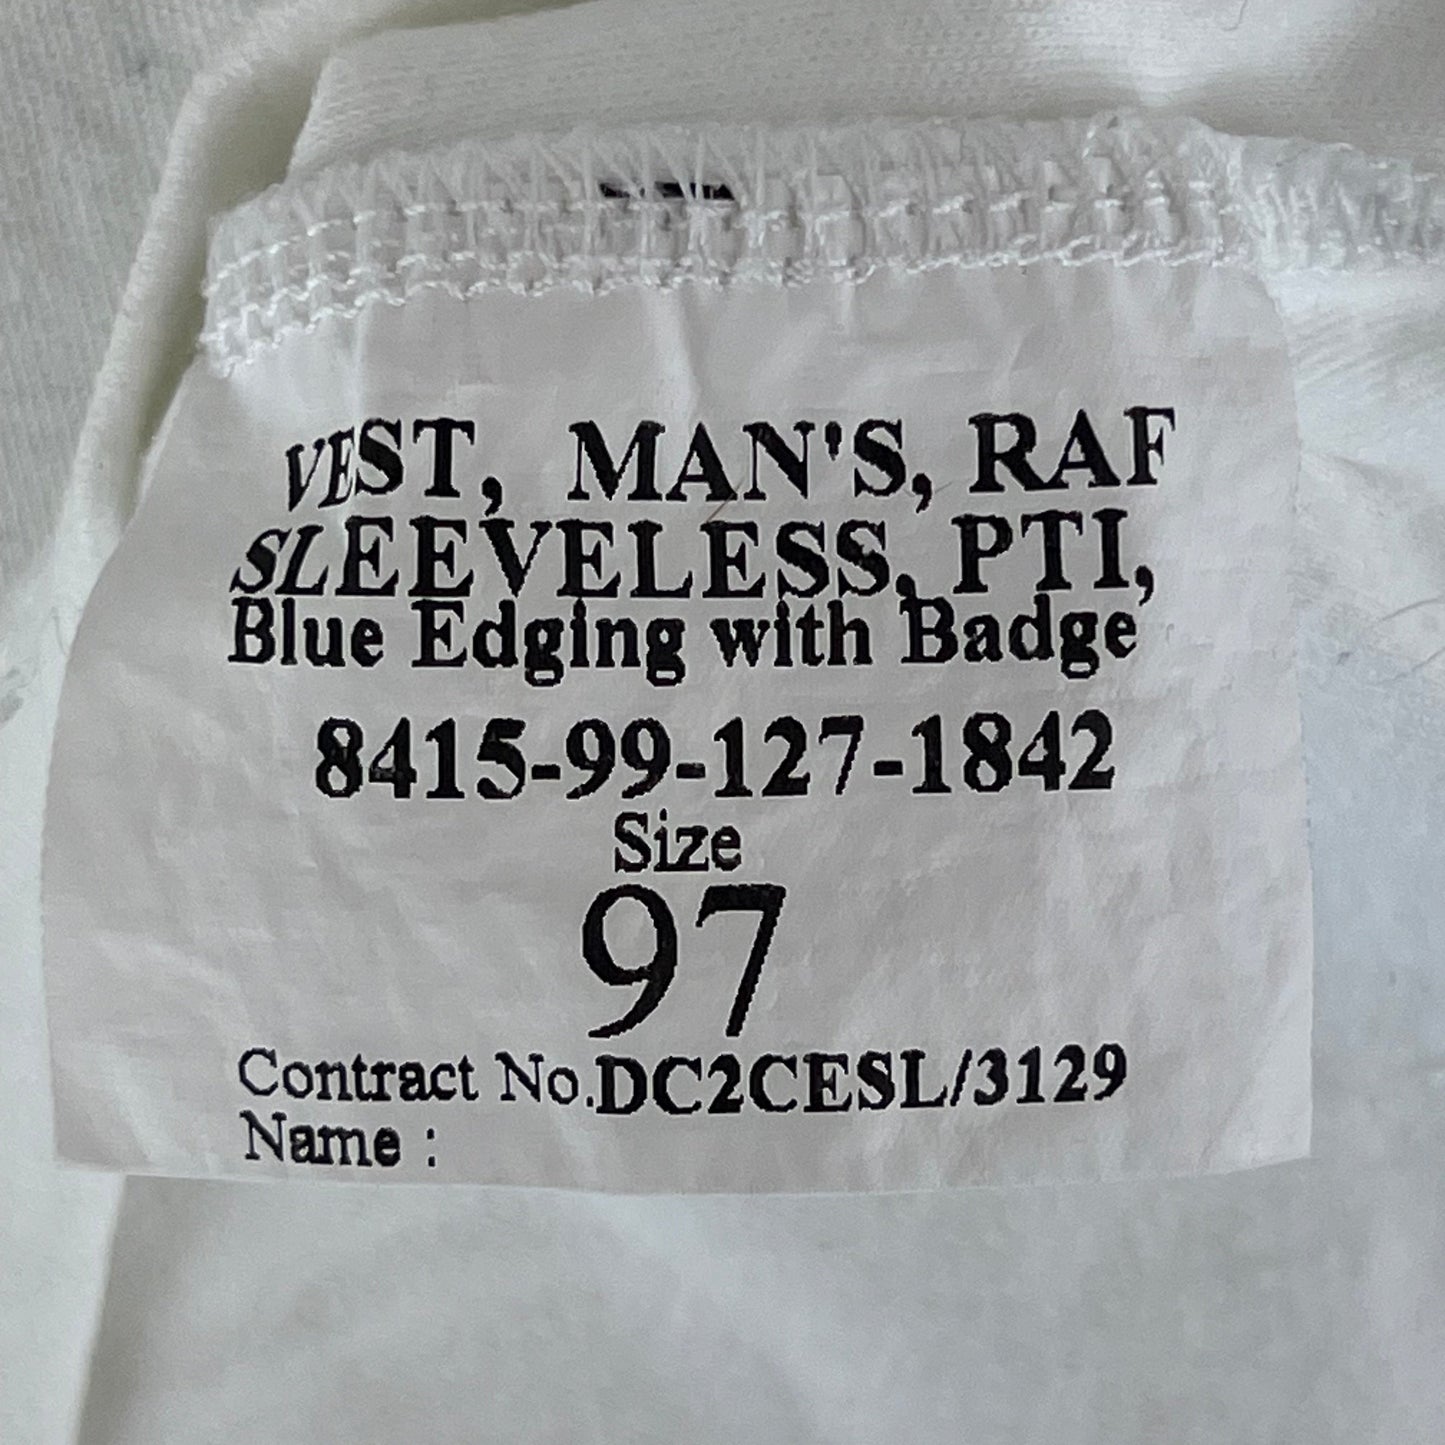 VEST, MAN'S, RAF
SLEEVELESS, PTI,
Blue Edging with Badge
8415-99-127-1842
Size
97
Contract No.DC2CESL/3129
Name :